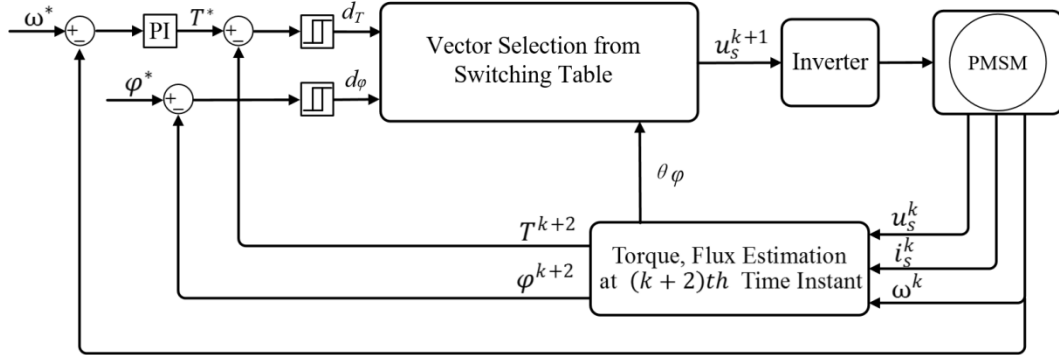 ω*
PI
T*
d_T
φ*
d_φ
Vector Selection from
Switching Table
u_s^{k+1}
Inverter
PMSM
θ_φ
T^{k+2}
φ^{k+2}
Torque, Flux Estimation
at (k + 2)th Time Instant
u_s^k
i_s^k
ω^k